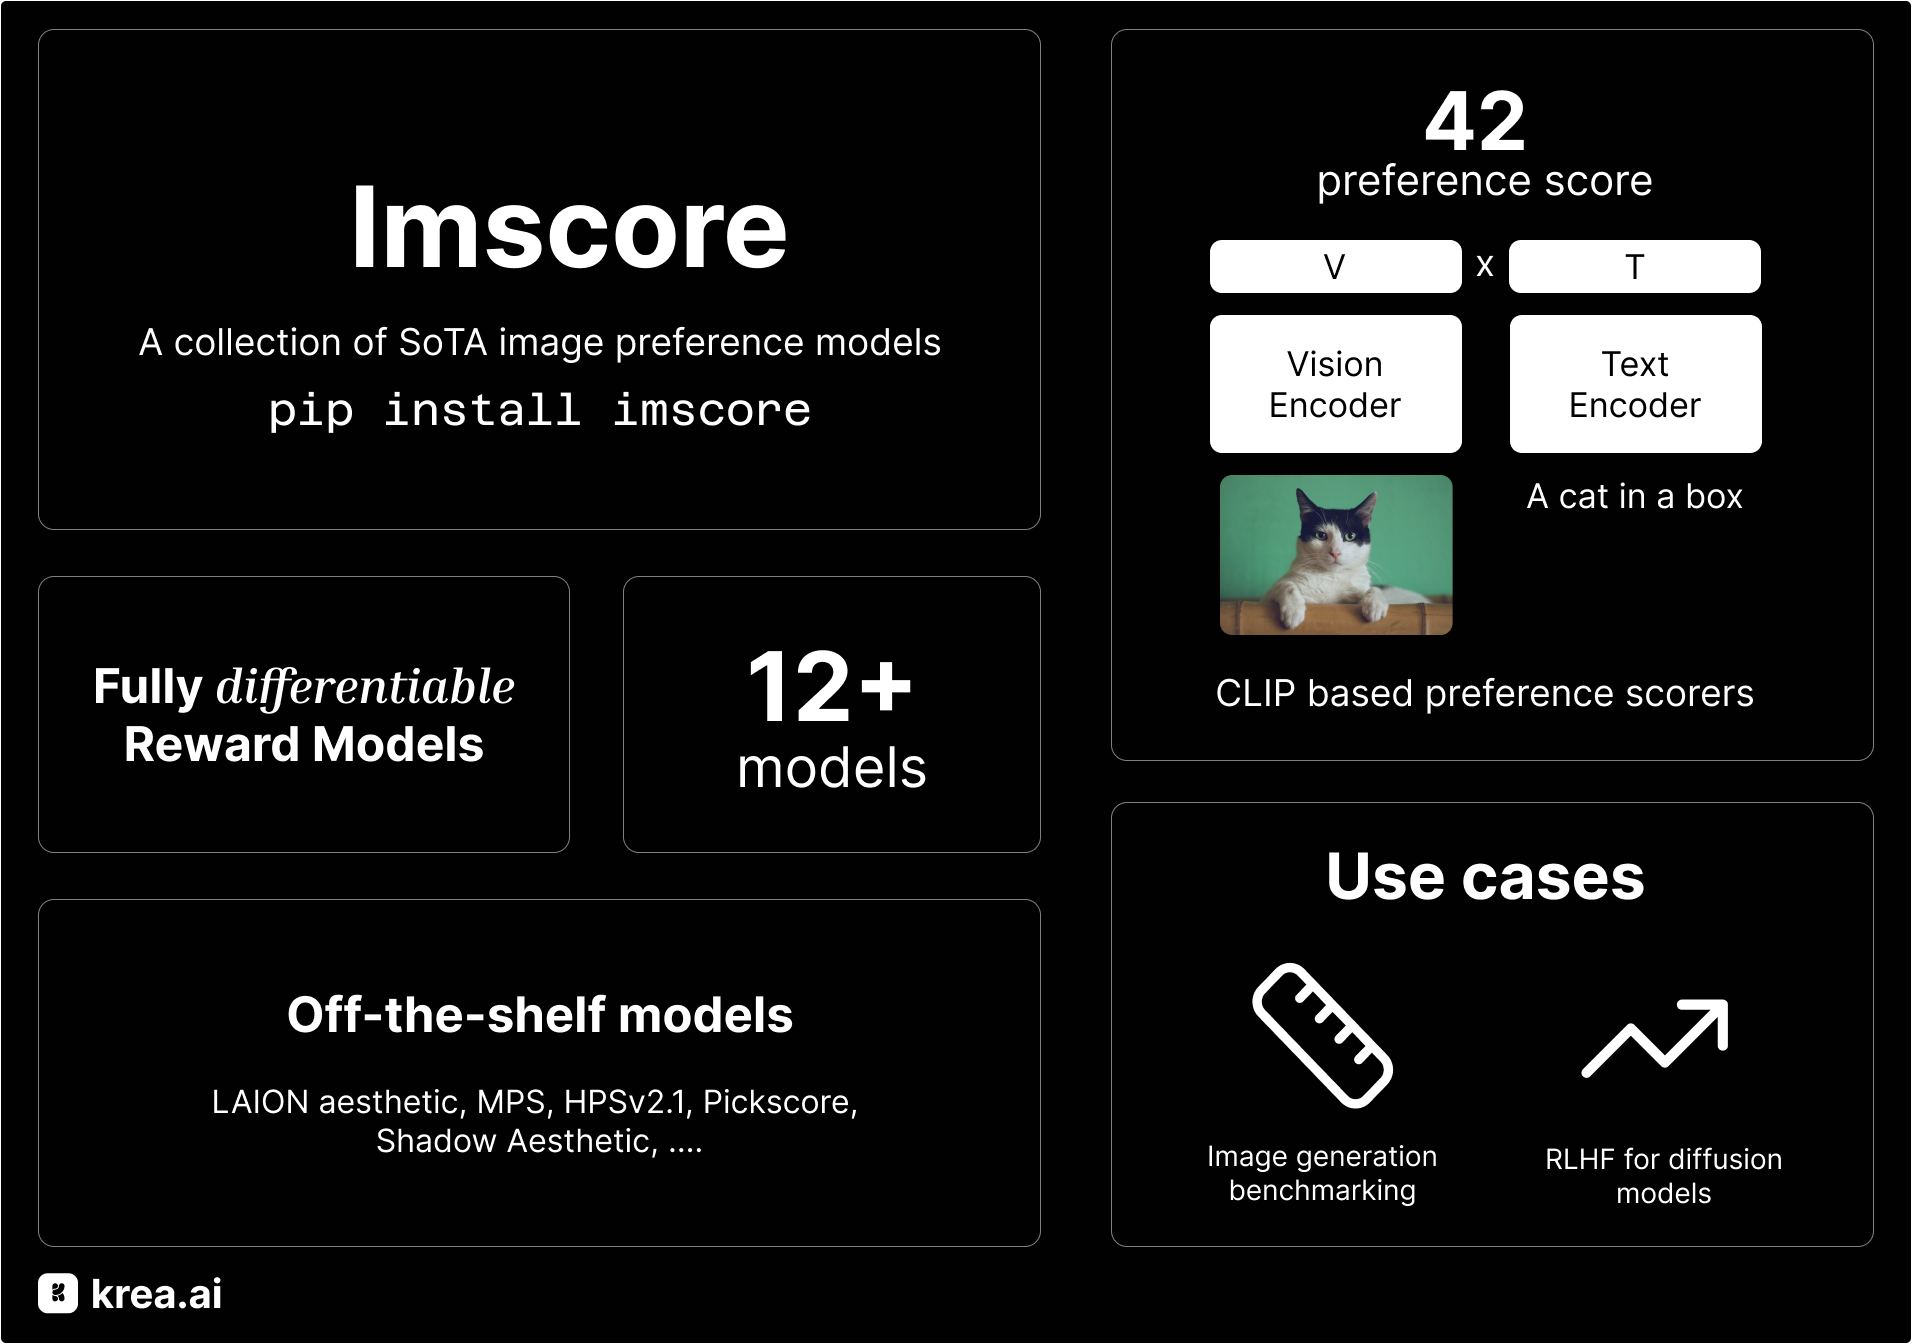 Imscore
A collection of SoTA image preference models
pip install imscore
Fully differentiable
Reward Models
12+
models
Off-the-shelf models
LAION aesthetic, MPS, HPSv2.1, Pickscore,
Shadow Aesthetic, ....
42
preference score
V x T
Vision
Encoder
Text
Encoder
A cat in a box
CLIP based preference scorers
Use cases
Image generation
benchmarking
RLHF for diffusion
models
krea.ai